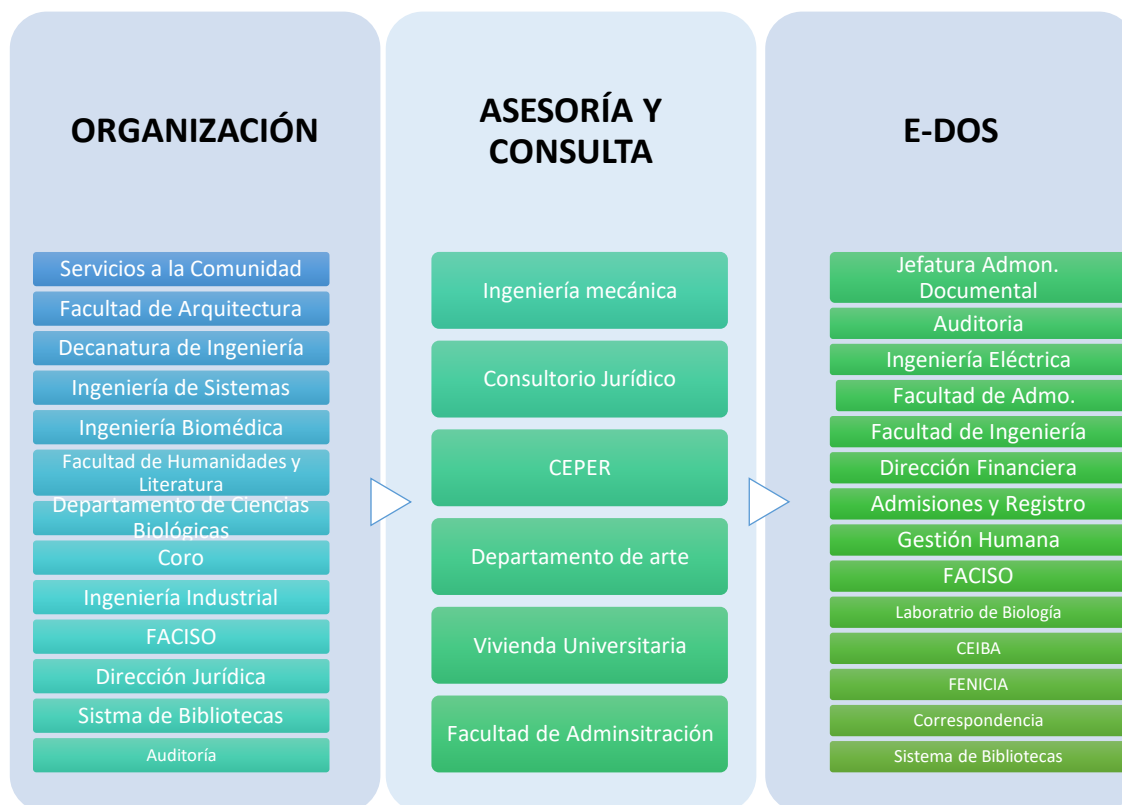 ORGANIZACIÓN
Servicios a la Comunidad
Facultad de Arquitectura
Decanatura de Ingeniería
Ingeniería de Sistemas
Ingeniería Biomédica
Facultad de Humanidades y
Literatura
Departamento de Ciencias
Biológicas
Coro
Ingeniería Industrial
FACISO
Dirección Jurídica
Sistma de Bibliotecas
Auditoría
ASESORÍA Y
CONSULTA
Ingeniería mecánica
Consultorio Jurídico
CEPER
Departamento de arte
Vivienda Universitaria
Facultad de Adminsitración
E-DOS
Jefatura Admon.
Documental
Auditoria
Ingeniería Eléctrica
Facultad de Admo.
Facultad de Ingeniería
Dirección Financiera
Admisiones y Registro
Gestión Humana
FACISO
Laboratrio de Biología
CEIBA
FENICIA
Correspondencia
Sistema de Bibliotecas